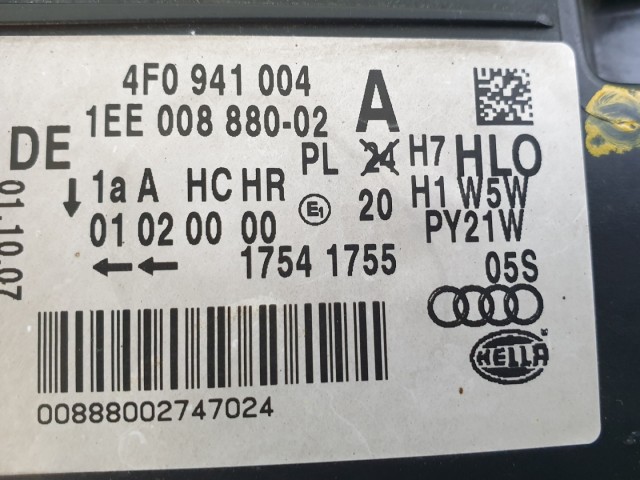 4F0 941 004 A
1EE 008 880-02
DE PL 24 H7 HLO
1a A HC HR E1 20 H1 W5W
01 02 00 00 PY21W
1754 1755 05S
01.10.07
HELLA
00888002747024